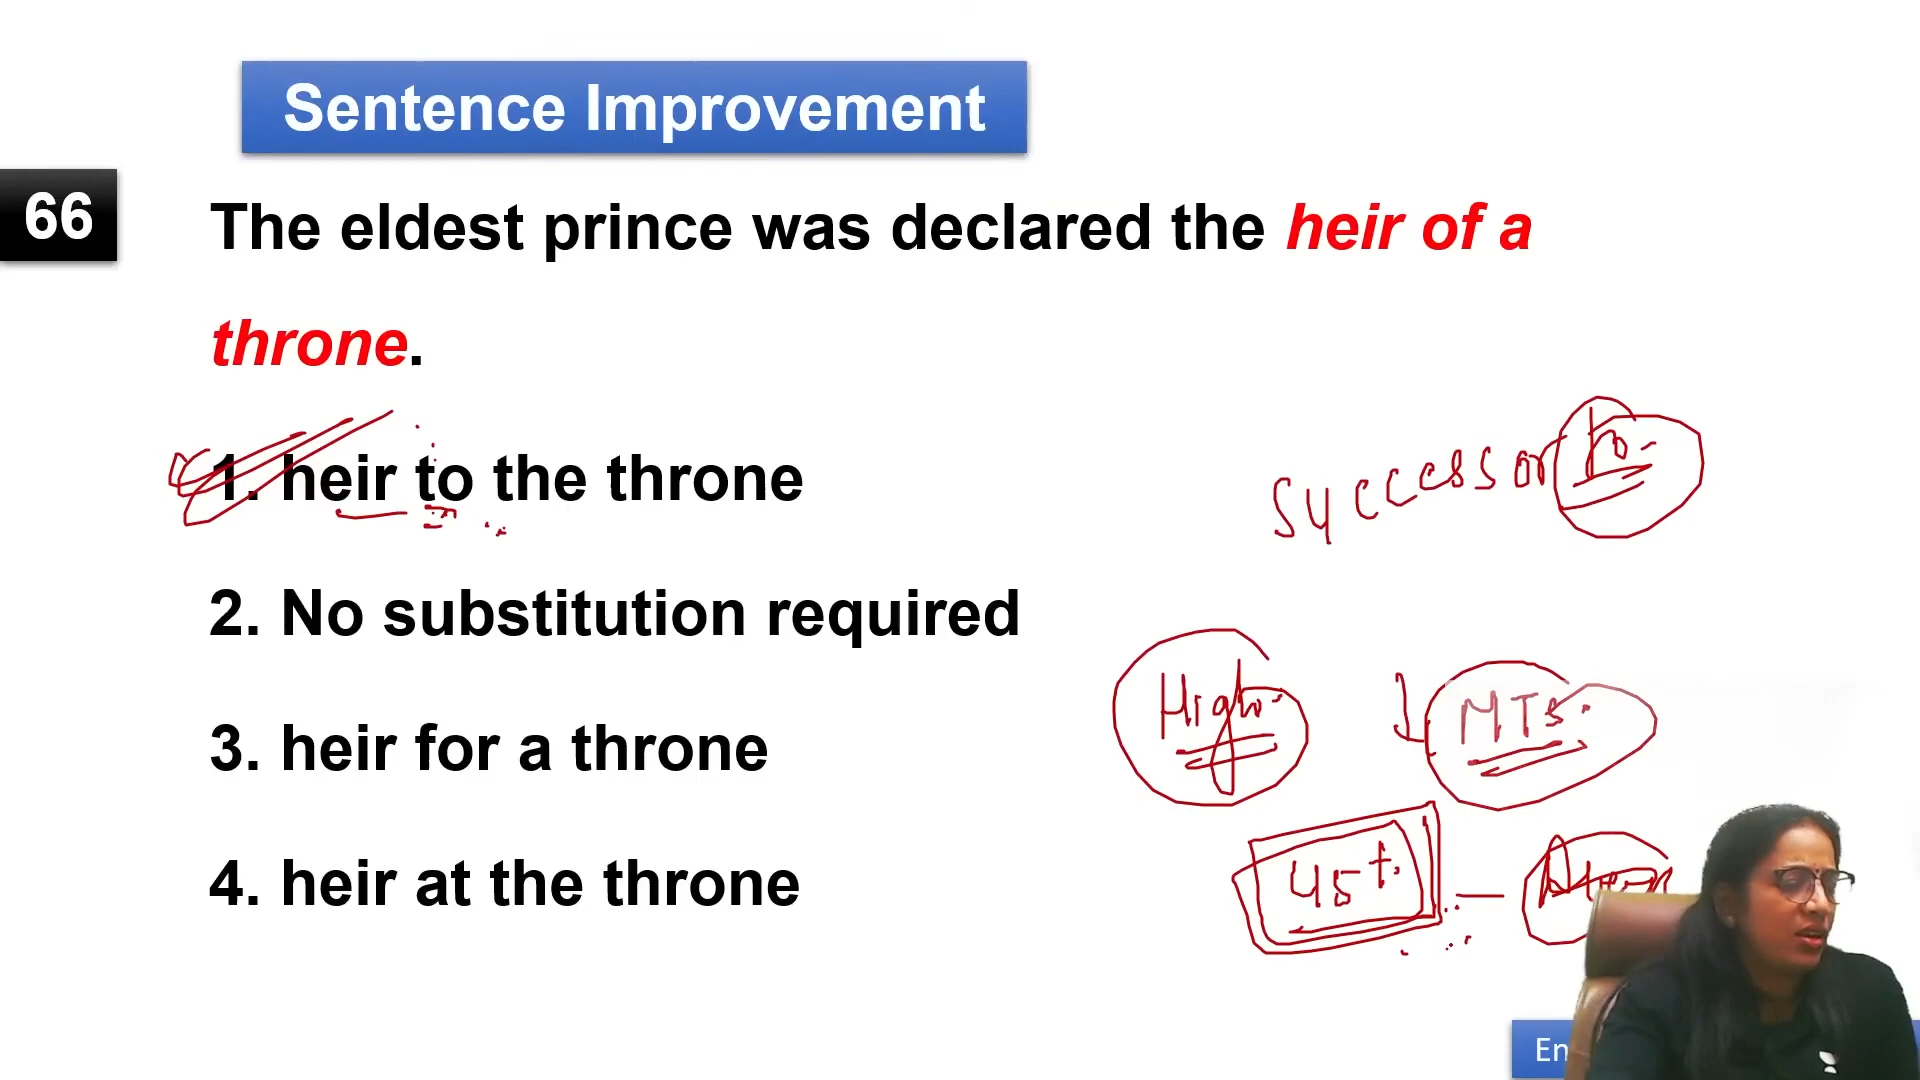 Sentence Improvement
66
The eldest prince was declared the heir of a
throne.
1. heir to the throne
Successor to
2. No substitution required
High
MTS
3. heir for a throne
45+
4. heir at the throne
En